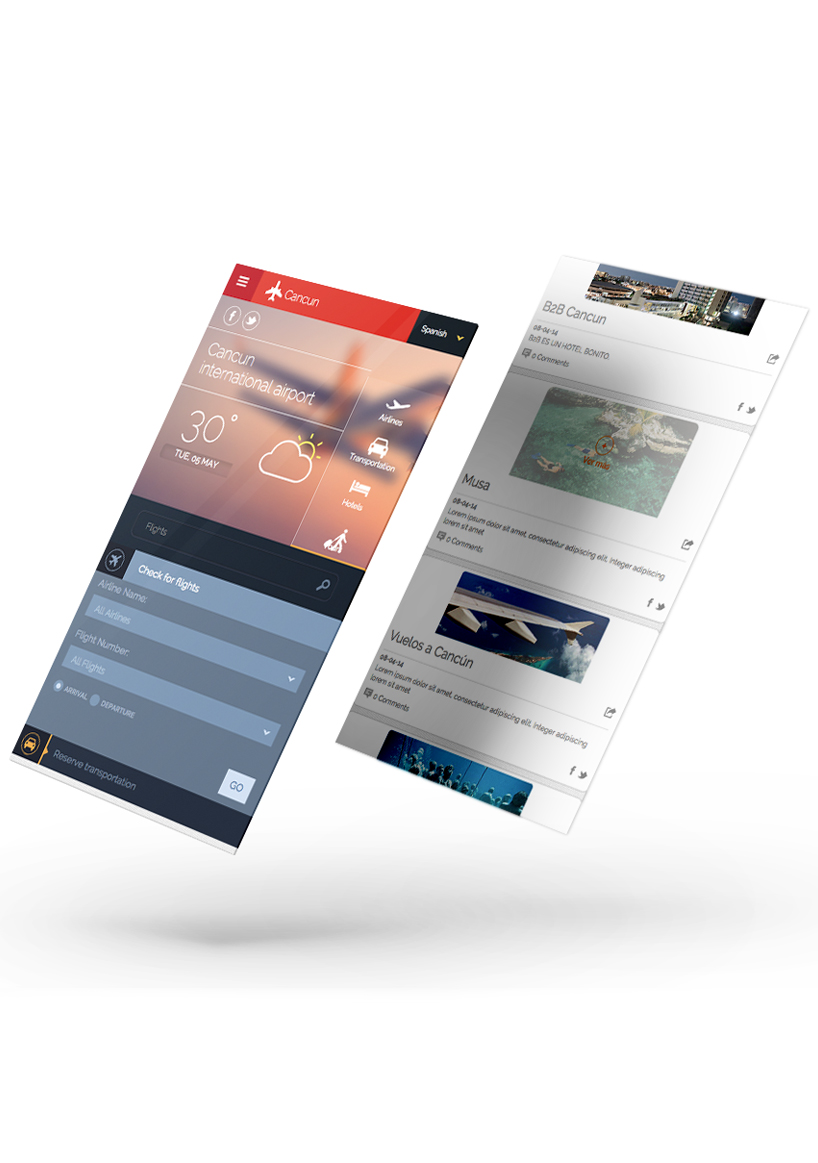 Cancun
Spanish
Cancun
international airport
30°
TUE, 05 MAY
Airlines
Transportation
Hotels
Flights
Check for flights
Airline Name:
All Airlines
Flight Number:
All Flights
ARRIVAL
DEPARTURE
GO
Reserve transportation
B2B Cancun
08-04-14
B2B ES UN HOTEL BONITO.
0 Comments
Ver más
Musa
08-04-14
Lorem ipsum dolor sit amet, consectetur adipiscing elit, Integer adipiscing
lorem sit amet
0 Comments
Vuelos a Cancún
08-04-14
Lorem ipsum dolor sit amet, consectetur adipiscing elit, Integer adipiscing
lorem sit amet
0 Comments